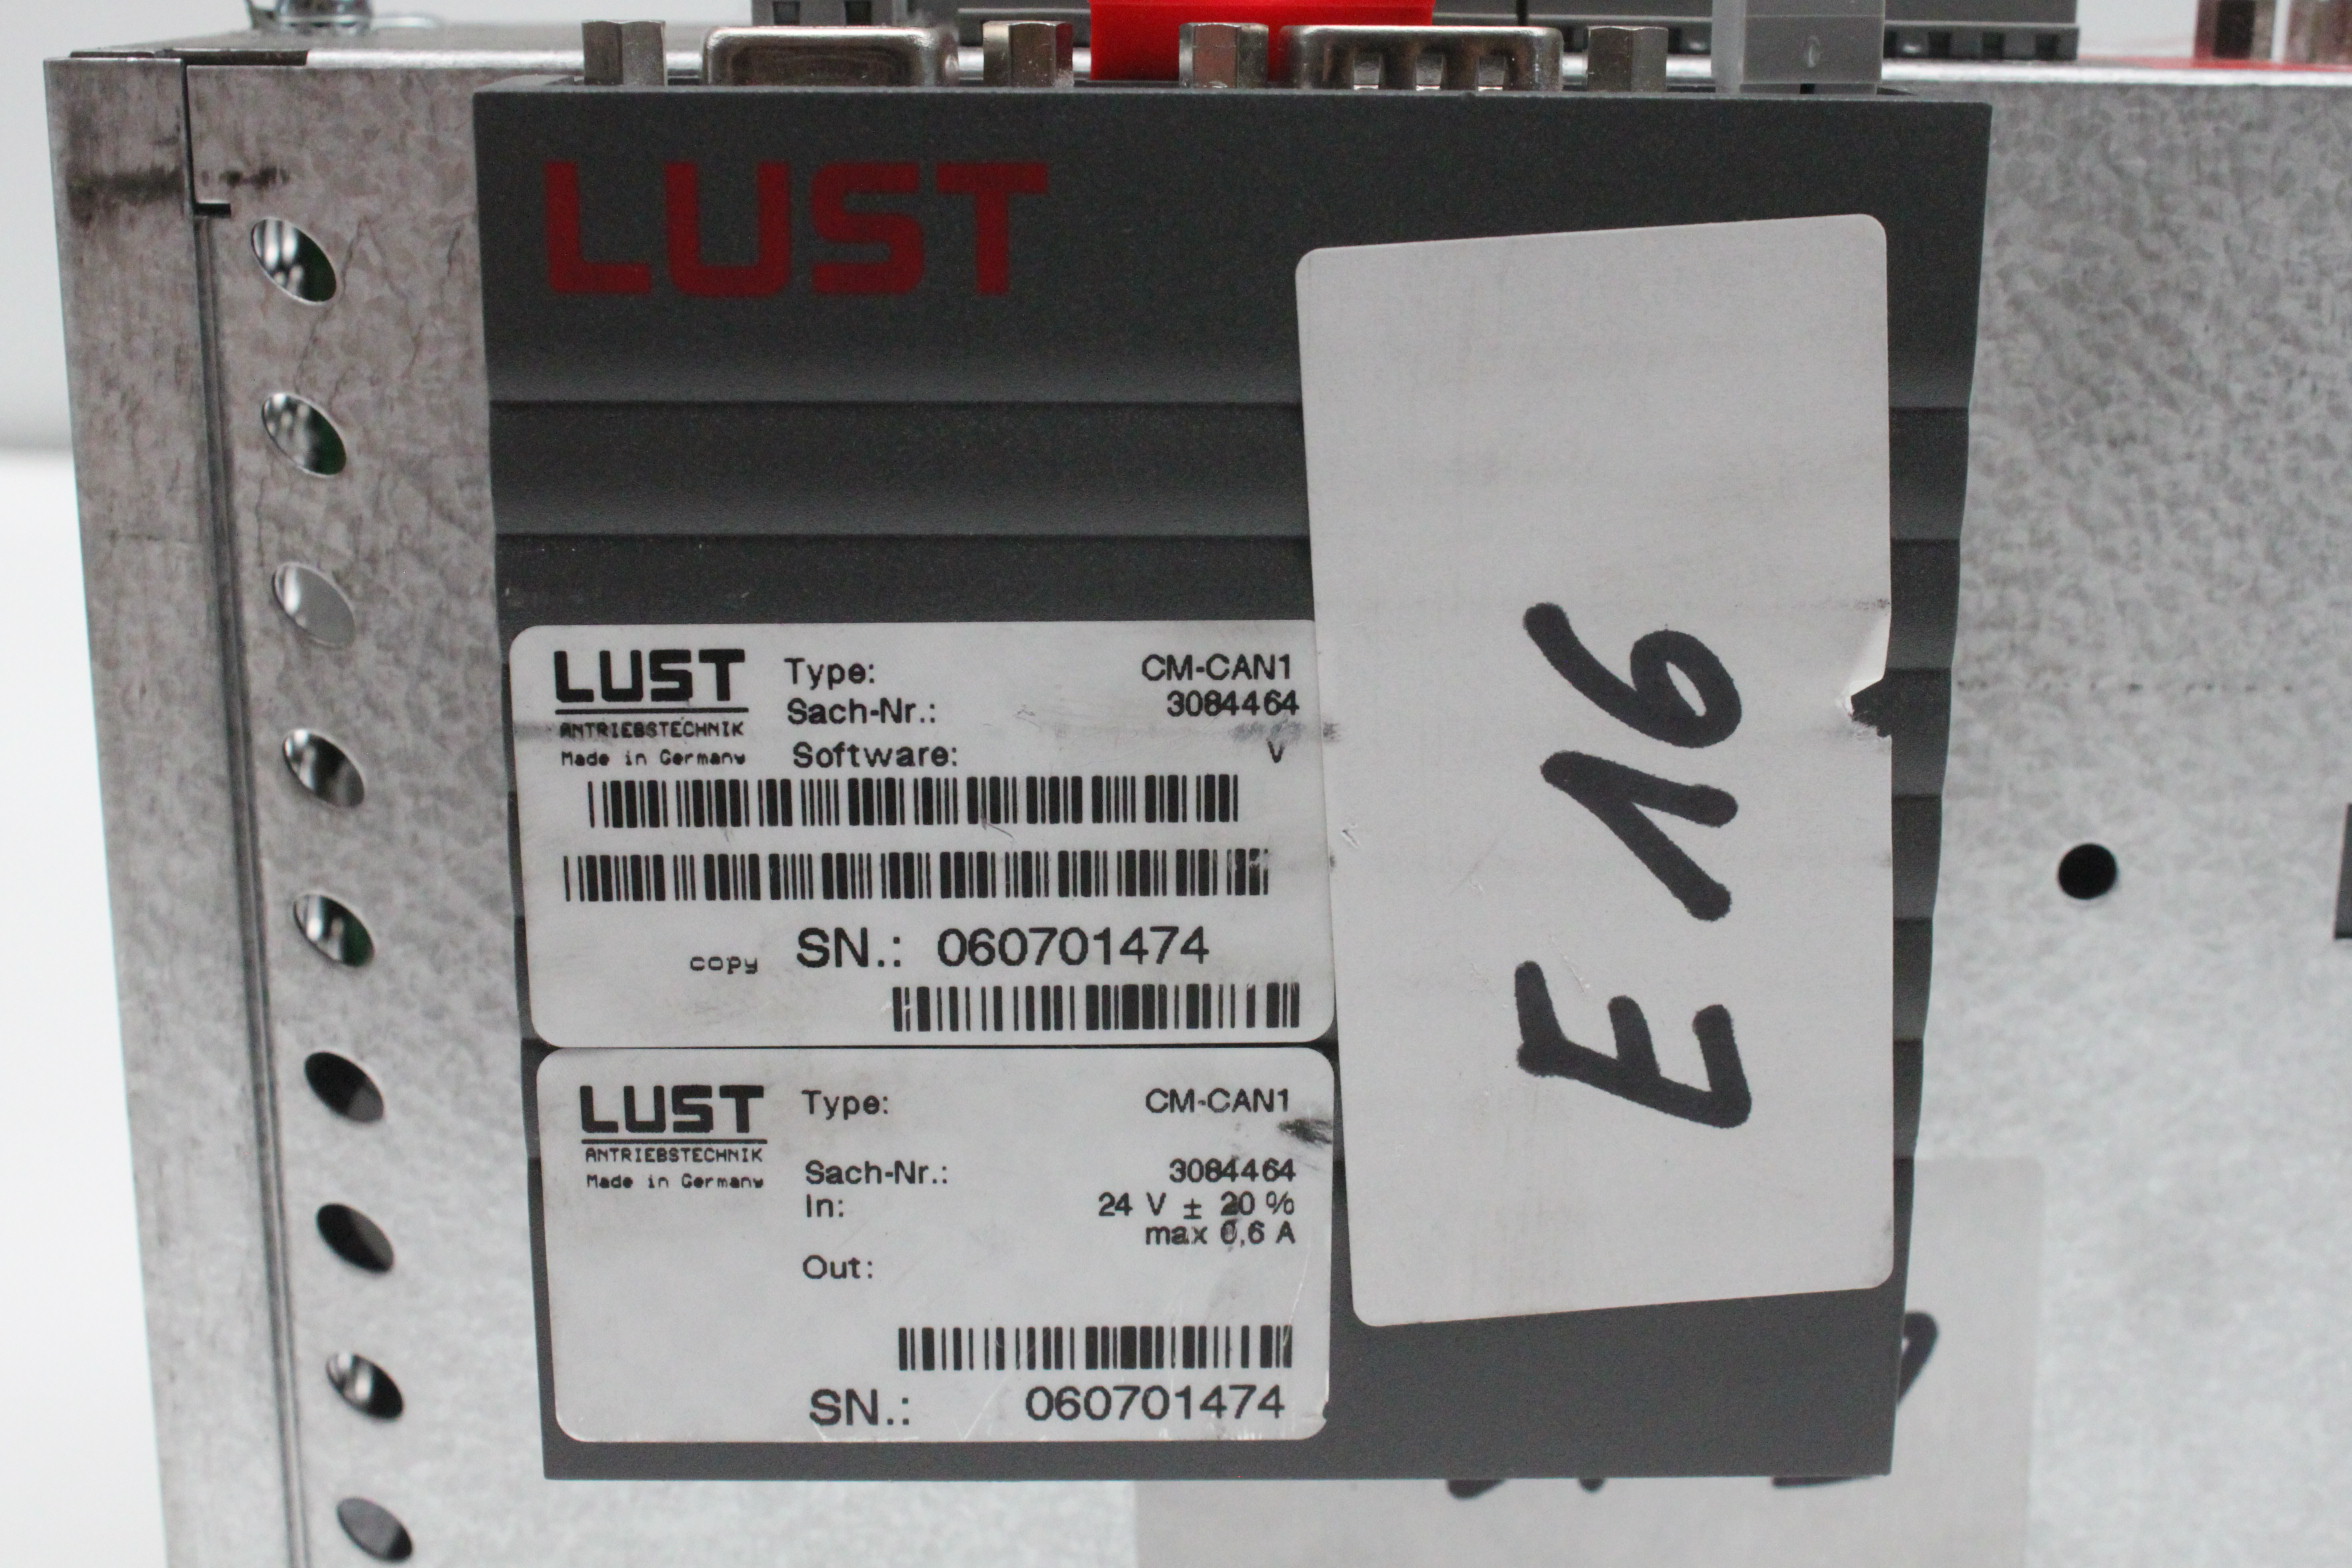 LUST
LUST
ANTRIEBSTECHNIK
Made in Germany
Type: CM-CAN1
Sach-Nr.: 3084464
Software: V
copy SN.: 060701474
LUST
ANTRIEBSTECHNIK
Made in Germany
Type: CM-CAN1
Sach-Nr.: 3084464
In: 24 V ± 20 %
max 0,6 A
Out:
SN.: 060701474
E 16